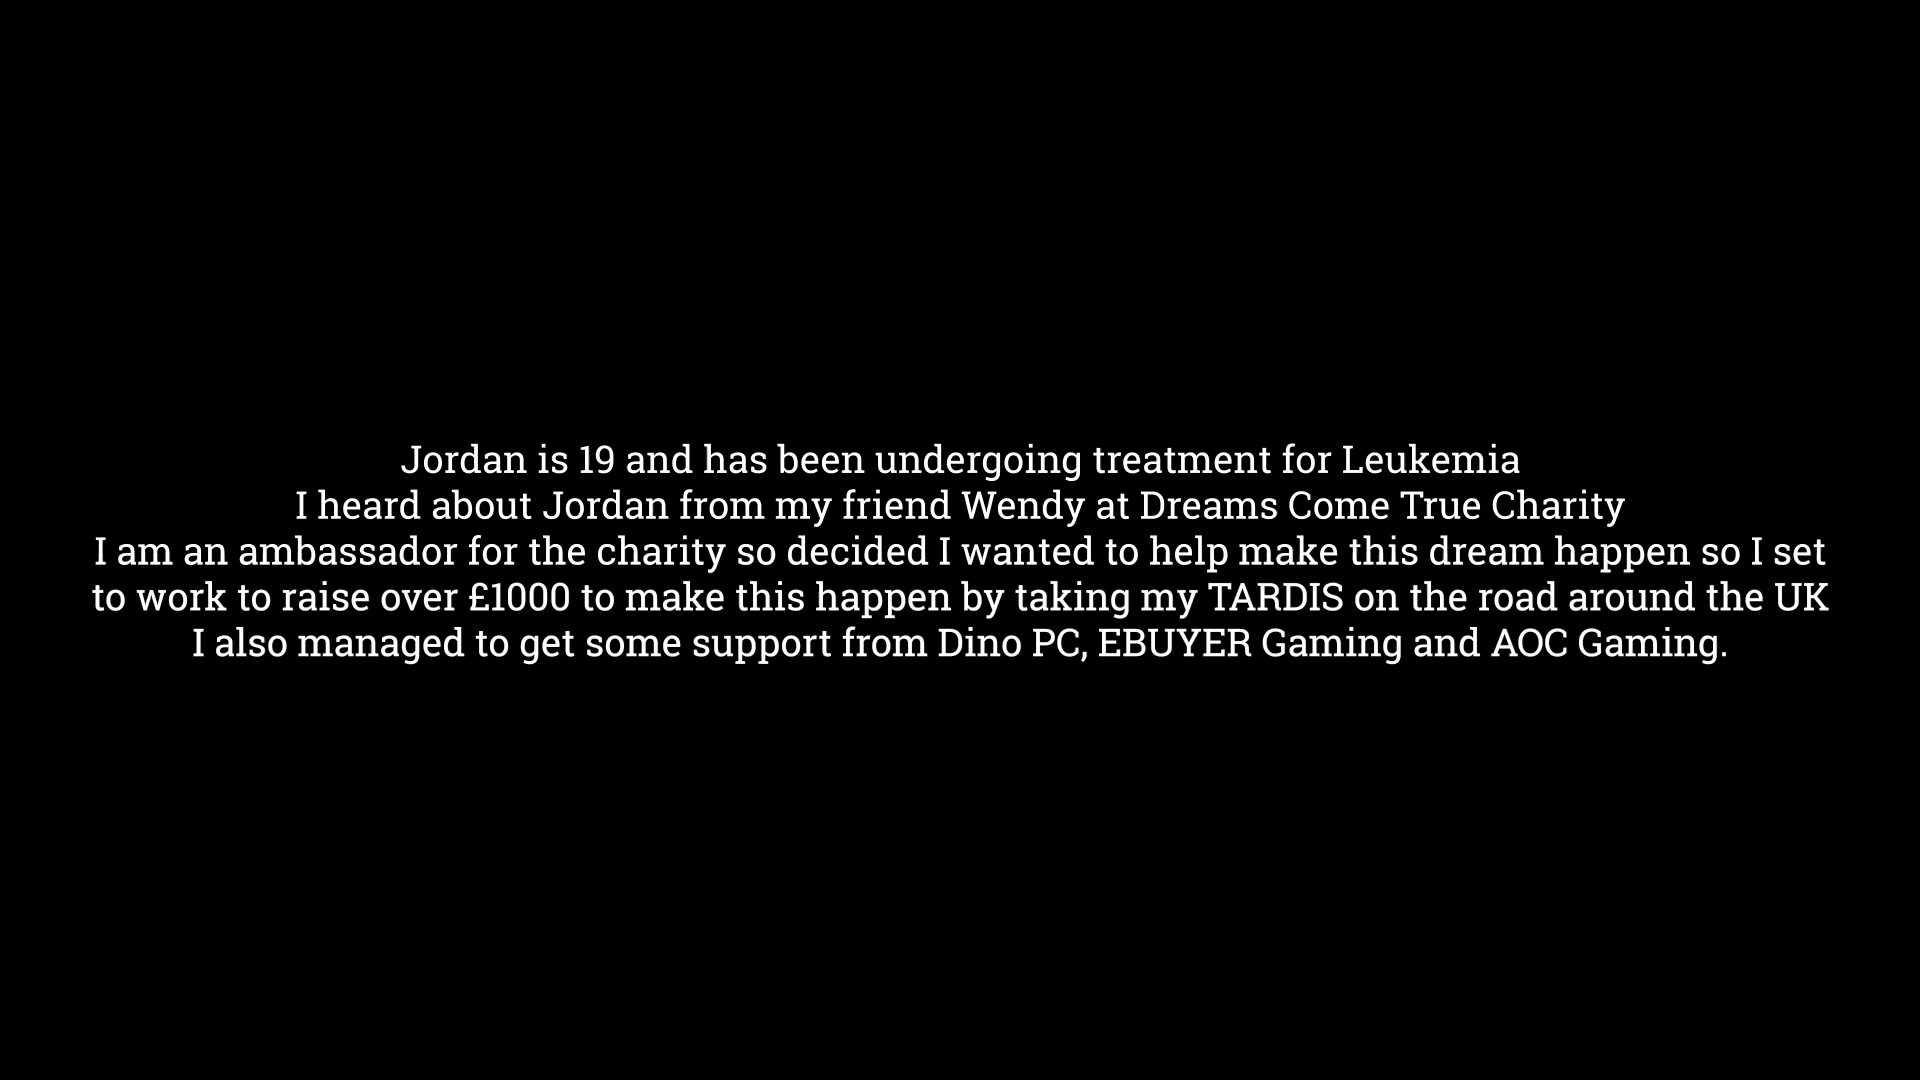 Jordan is 19 and has been undergoing treatment for Leukemia
I heard about Jordan from my friend Wendy at Dreams Come True Charity
I am an ambassador for the charity so decided I wanted to help make this dream happen so I set
to work to raise over £1000 to make this happen by taking my TARDIS on the road around the UK
I also managed to get some support from Dino PC, EBUYER Gaming and AOC Gaming.